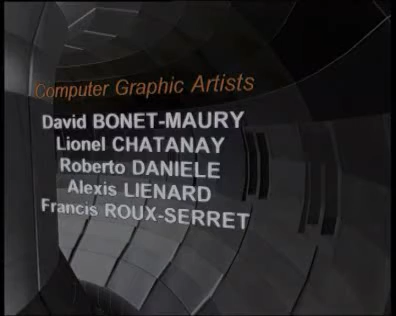 Computer Graphic Artists
David BONET-MAURY
Lionel CHATANAY
Roberto DANIELE
Alexis LIENARD
Francis ROUX-SERRET